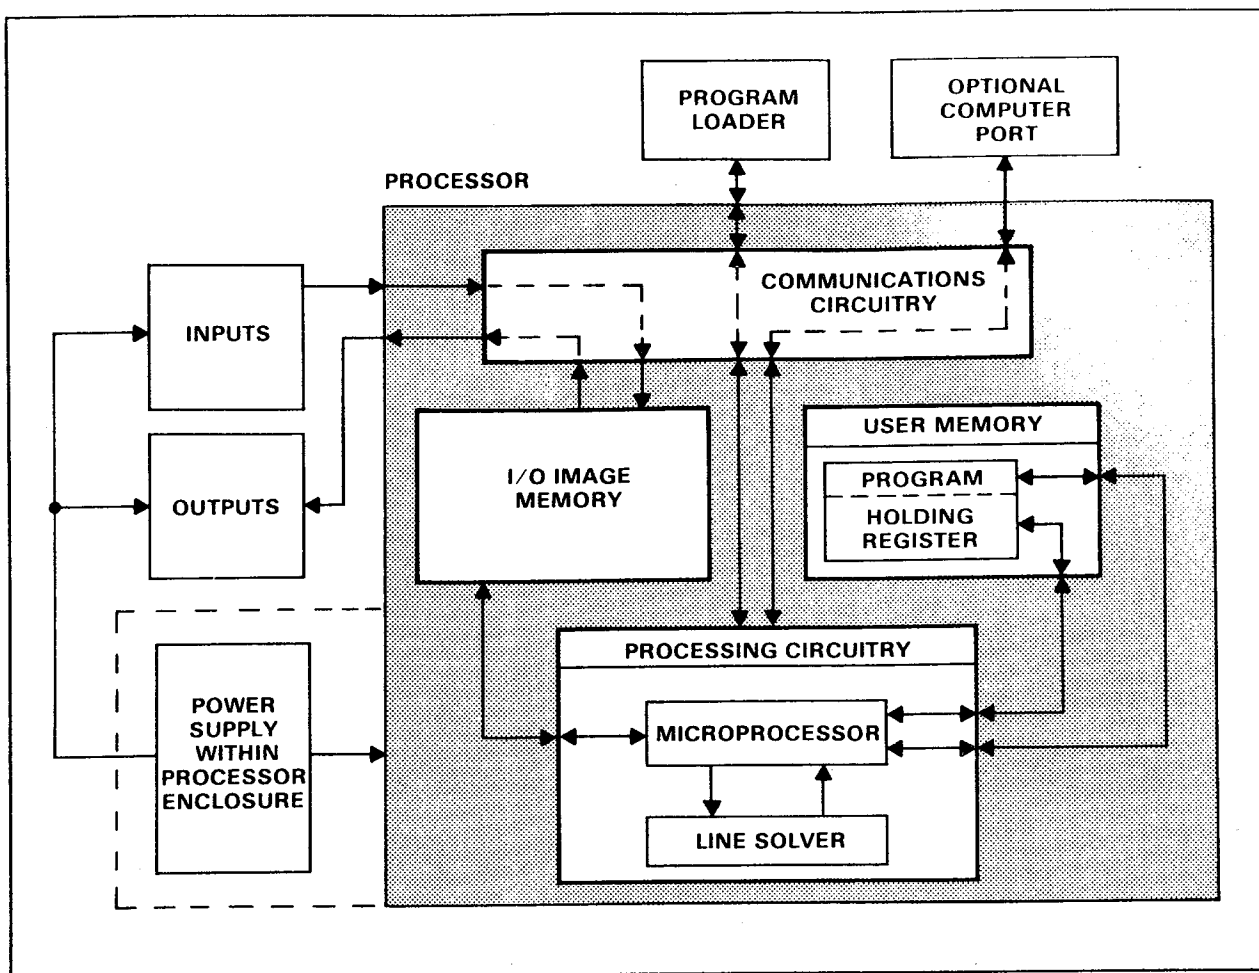 PROGRAM
LOADER
OPTIONAL
COMPUTER
PORT
PROCESSOR
COMMUNICATIONS
CIRCUITRY
INPUTS
OUTPUTS
I/O IMAGE
MEMORY
USER MEMORY
PROGRAM
HOLDING
REGISTER
POWER
SUPPLY
WITHIN
PROCESSOR
ENCLOSURE
PROCESSING CIRCUITRY
MICROPROCESSOR
LINE SOLVER